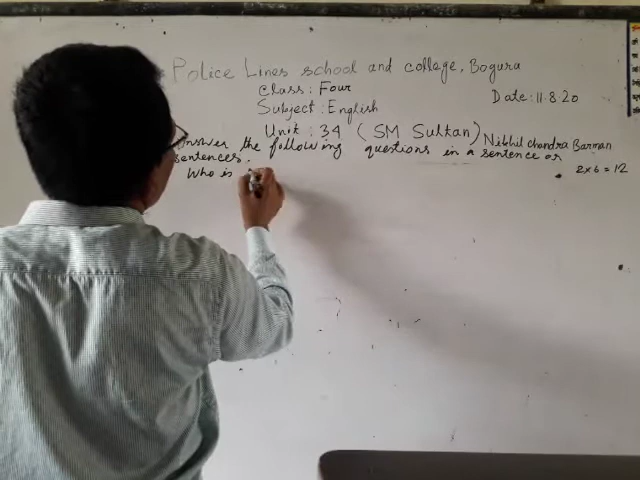 Police Lines school and college, Bogura
Class : Four
Date: 11.8.20
Subject : English
Unit : 34 ( SM Sultan) Nikhil Chandra Barman
Answer the following questions in a sentence or
sentences. 2x6=12
Who is